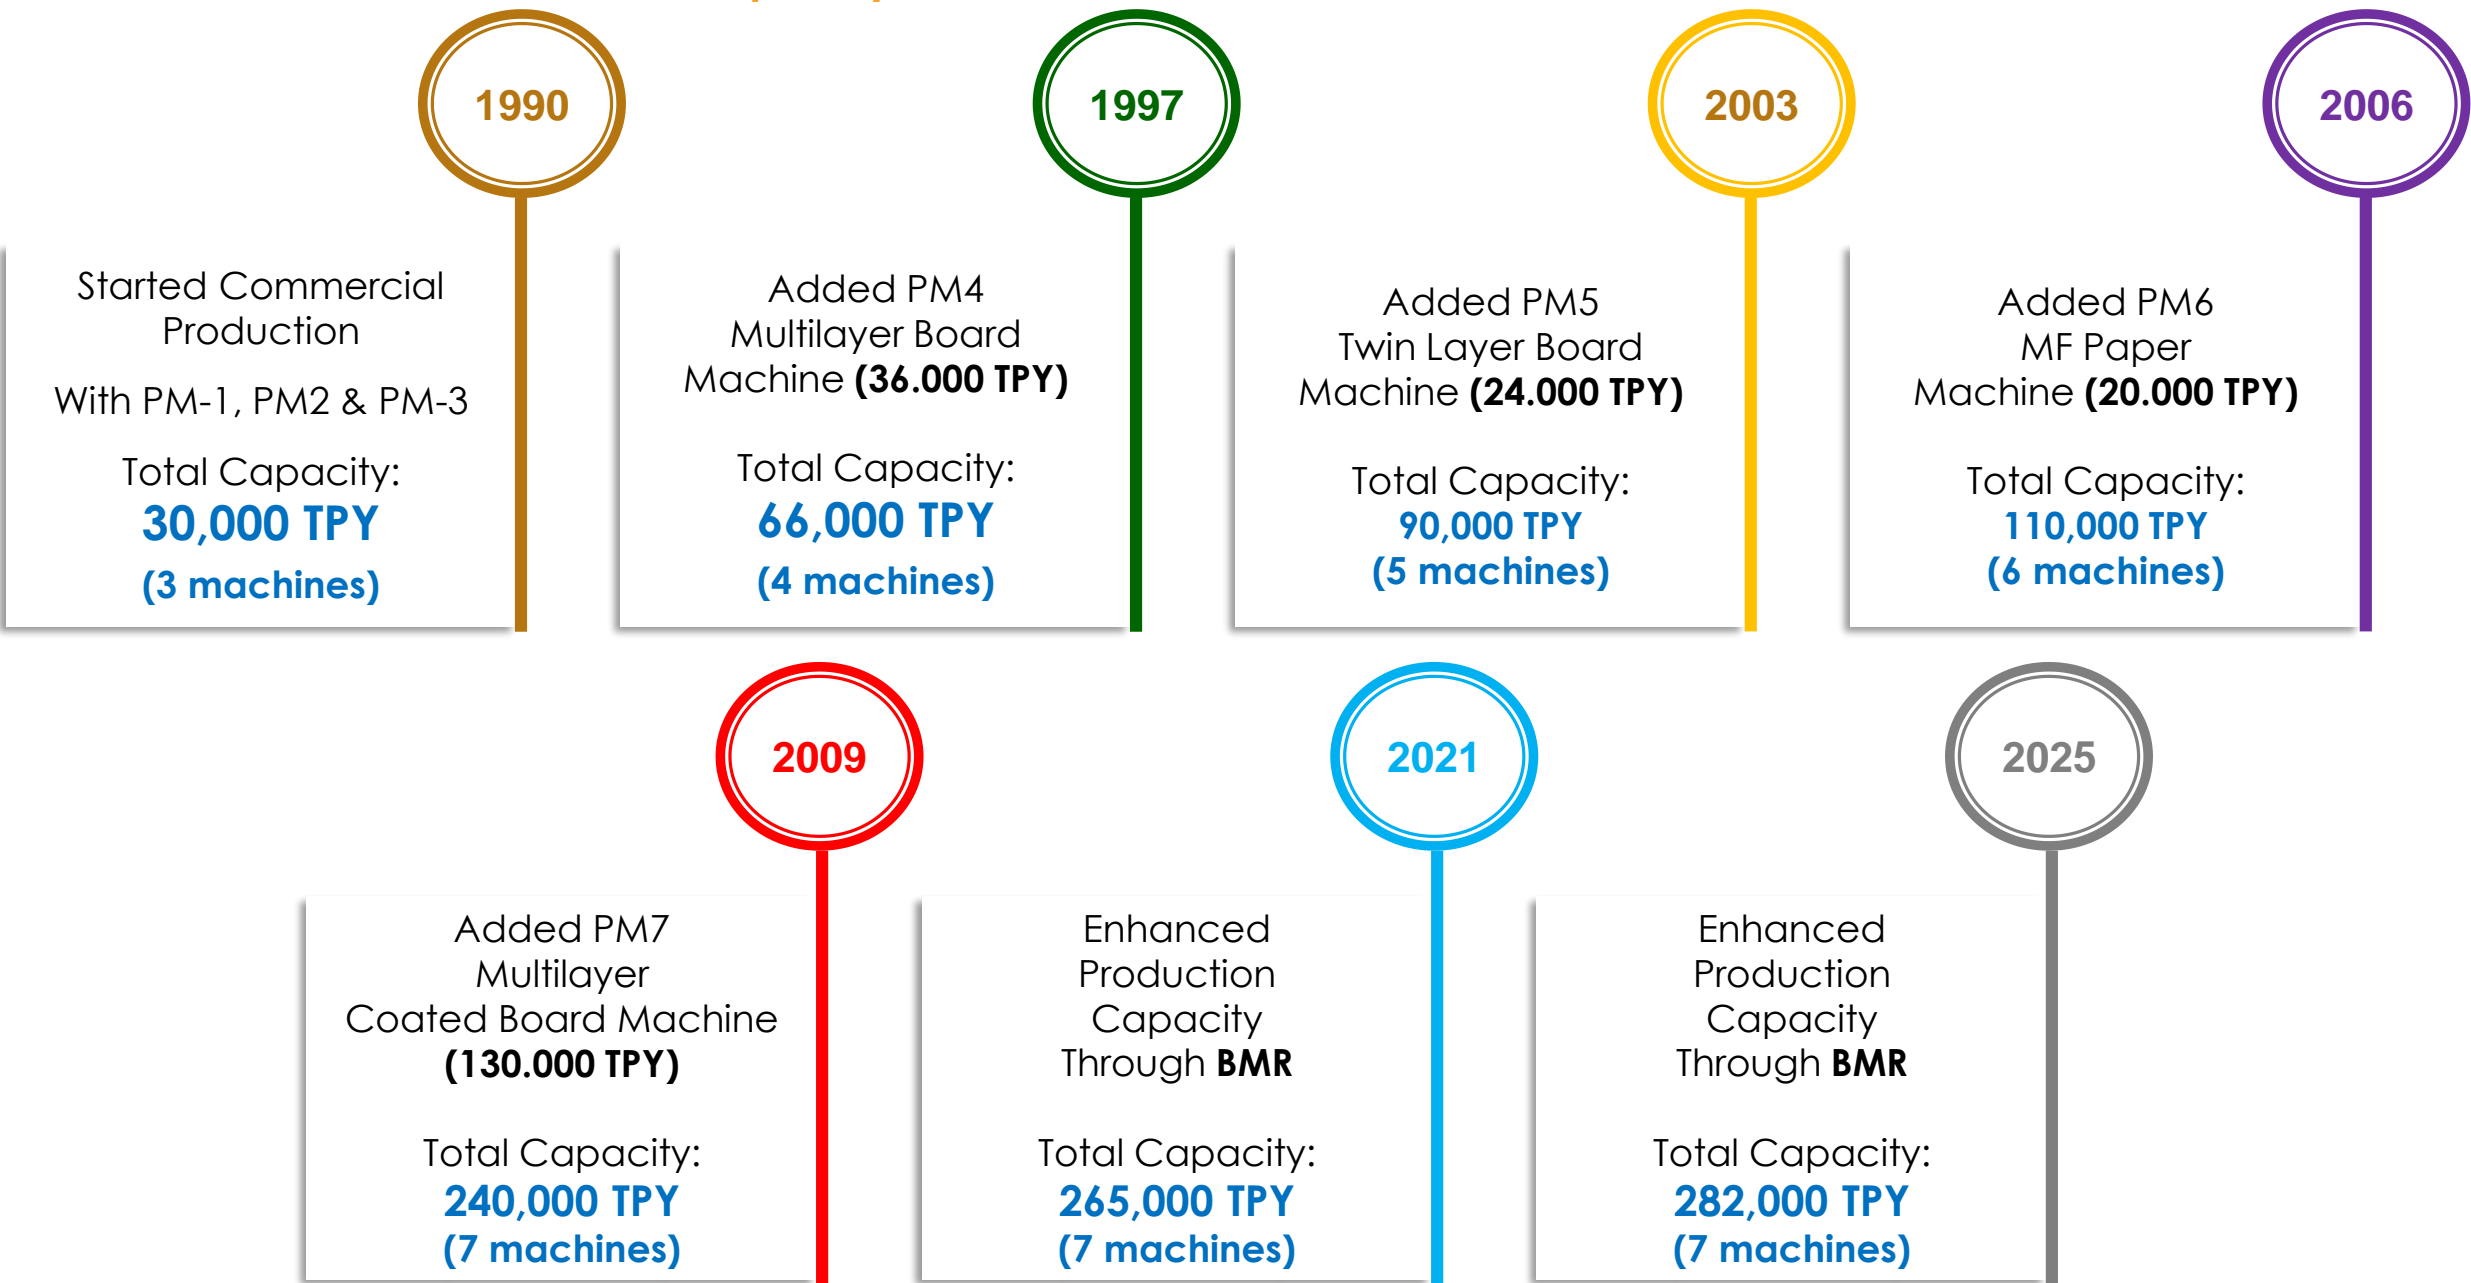 1990
1997
2003
2006
Started Commercial
Production
With PM-1, PM2 & PM-3
Total Capacity:
30,000 TPY
(3 machines)
Added PM4
Multilayer Board
Machine (36.000 TPY)
Total Capacity:
66,000 TPY
(4 machines)
Added PM5
Twin Layer Board
Machine (24.000 TPY)
Total Capacity:
90,000 TPY
(5 machines)
Added PM6
MF Paper
Machine (20.000 TPY)
Total Capacity:
110,000 TPY
(6 machines)
2009
2021
2025
Added PM7
Multilayer
Coated Board Machine
(130.000 TPY)
Total Capacity:
240,000 TPY
(7 machines)
Enhanced
Production
Capacity
Through BMR
Total Capacity:
265,000 TPY
(7 machines)
Enhanced
Production
Capacity
Through BMR
Total Capacity:
282,000 TPY
(7 machines)